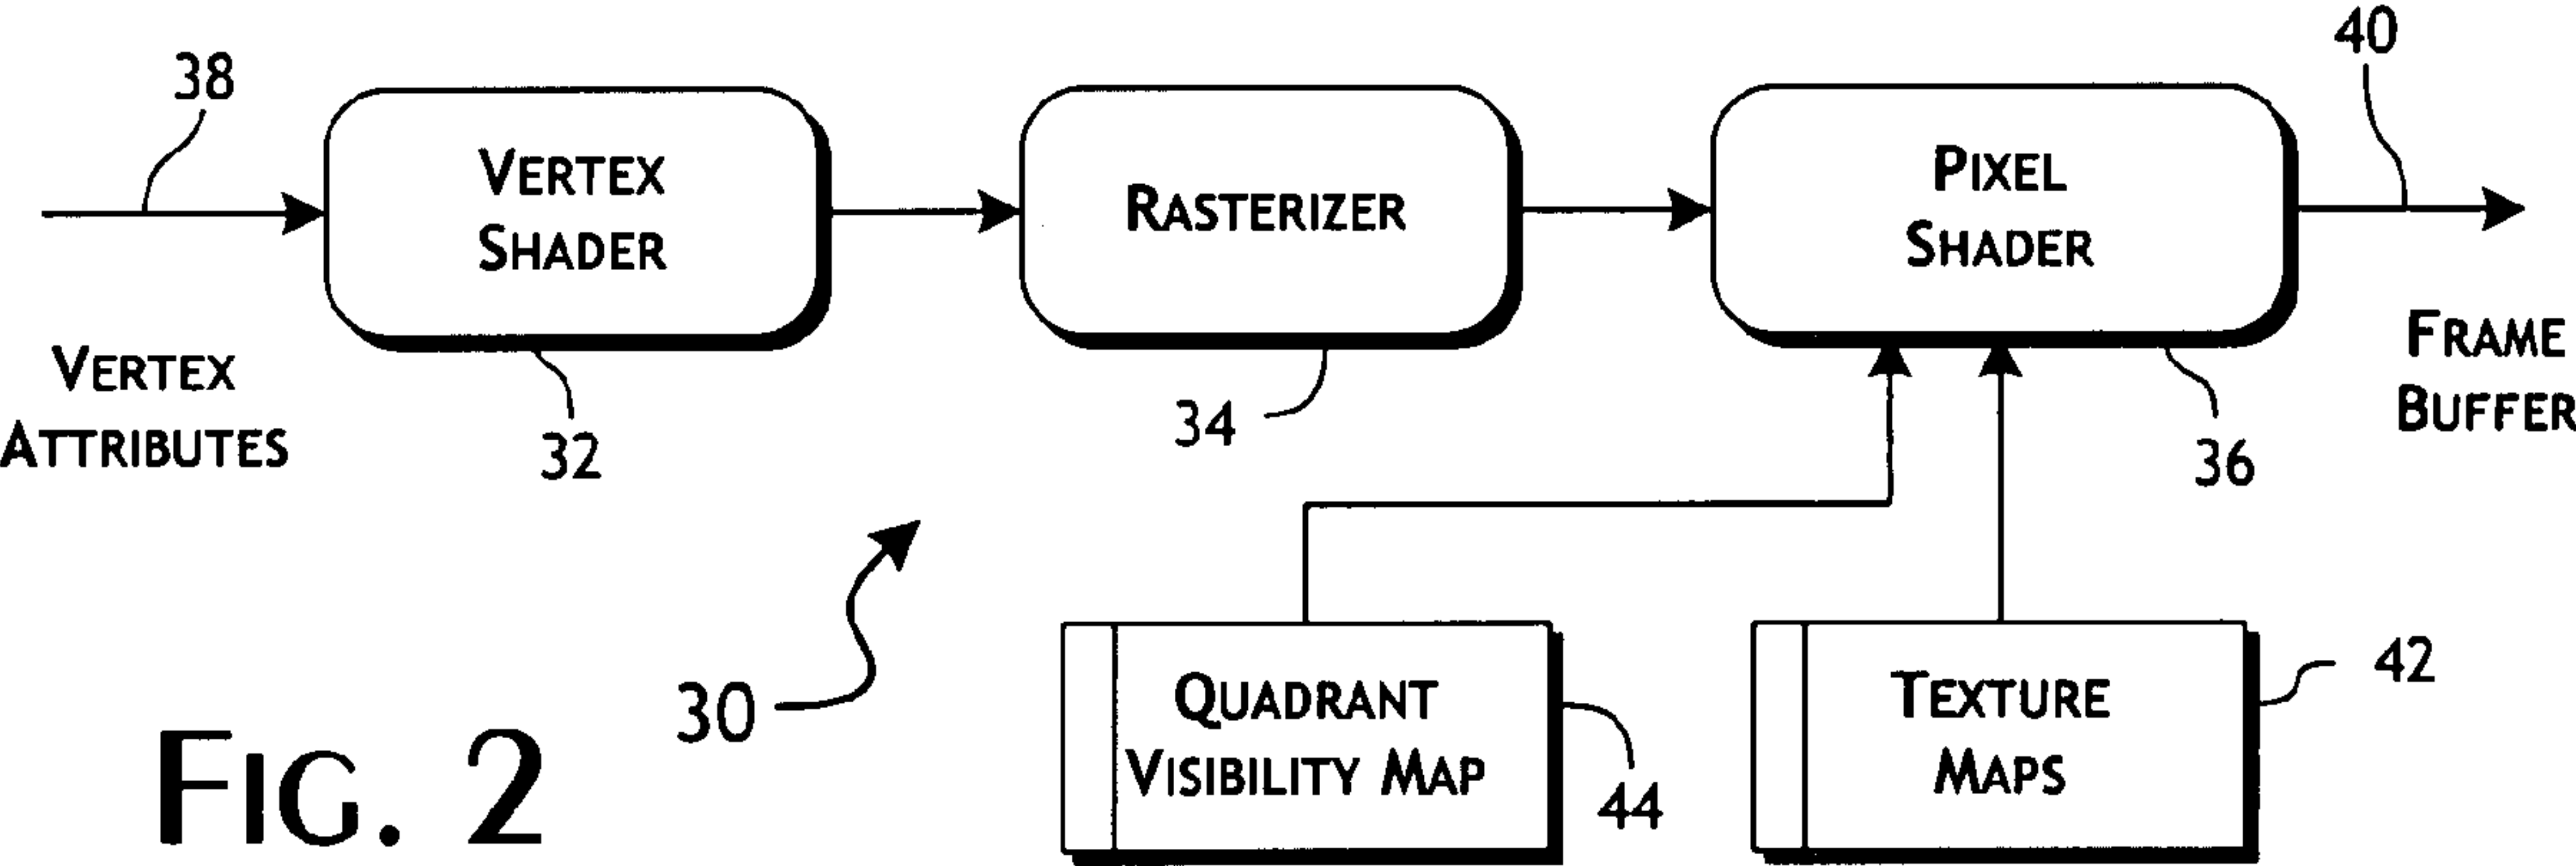 38
40
VERTEX
SHADER
RASTERIZER
PIXEL
SHADER
VERTEX
ATTRIBUTES
32
34
36
FRAME
BUFFER
30
QUADRANT
VISIBILITY MAP
44
TEXTURE
MAPS
42
FIG. 2